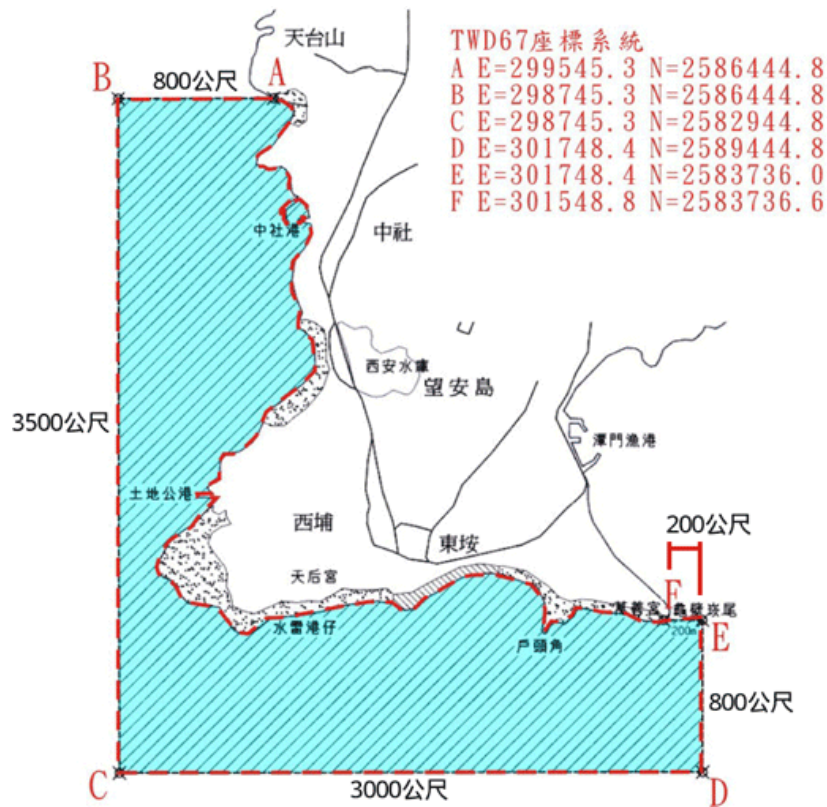 天台山
TWD67座標系統
A E=299545.3 N=2586444.8
B E=298745.3 N=2586444.8
C E=298745.3 N=2582944.8
D E=301748.4 N=2589444.8
E E=301748.4 N=2583736.0
F E=301548.8 N=2583736.6
B
800公尺
A
中社港
中社
西安水庫
望安島
3500公尺
潭門漁港
土地公港
西埔
東垵
200公尺
天后宮
F
萬善宮
龜壁崁尾
E
200m
水雷港仔
戶頭角
800公尺
C
3000公尺
D